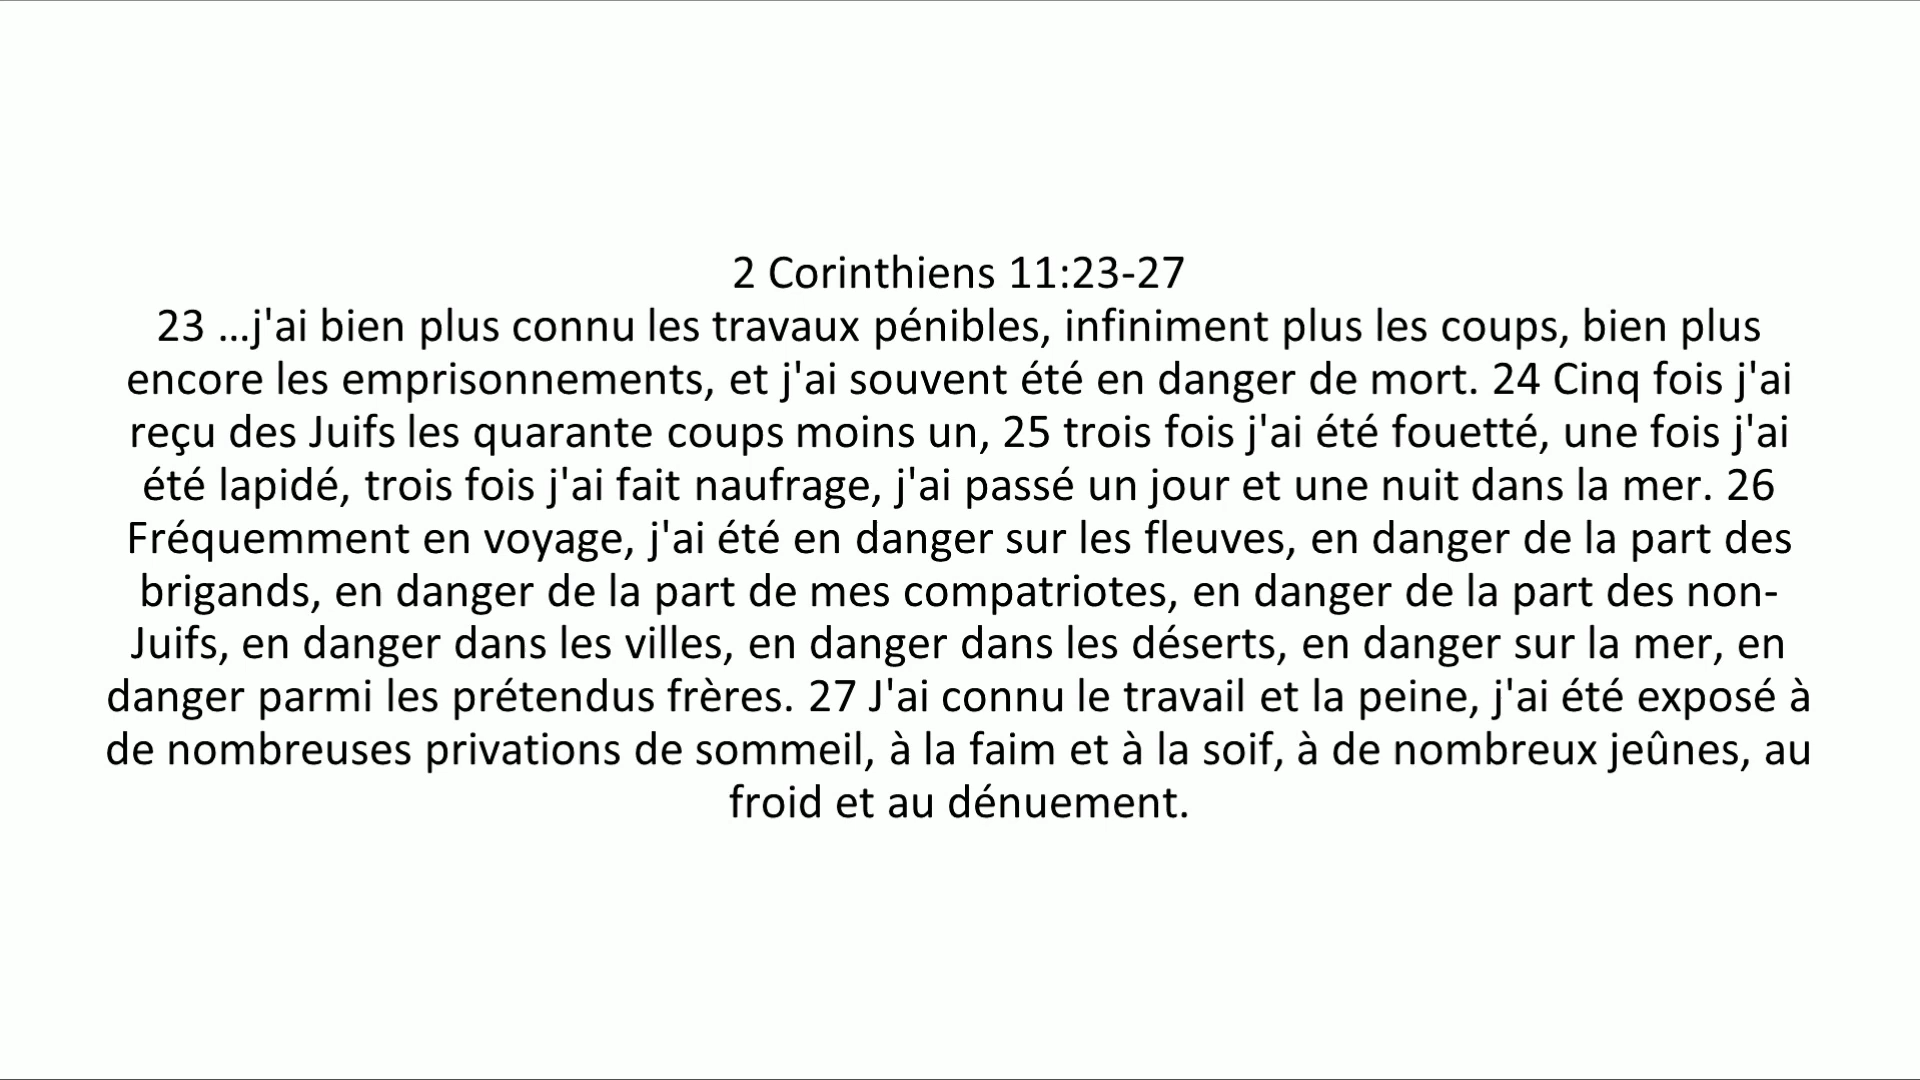 2 Corinthiens 11:23-27
23 ...j'ai bien plus connu les travaux pénibles, infiniment plus les coups, bien plus
encore les emprisonnements, et j'ai souvent été en danger de mort. 24 Cinq fois j'ai
reçu des Juifs les quarante coups moins un, 25 trois fois j'ai été fouetté, une fois j'ai
été lapidé, trois fois j'ai fait naufrage, j'ai passé un jour et une nuit dans la mer. 26
Fréquemment en voyage, j'ai été en danger sur les fleuves, en danger de la part des
brigands, en danger de la part de mes compatriotes, en danger de la part des non-
Juifs, en danger dans les villes, en danger dans les déserts, en danger sur la mer, en
danger parmi les prétendus frères. 27 J'ai connu le travail et la peine, j'ai été exposé à
de nombreuses privations de sommeil, à la faim et à la soif, à de nombreux jeûnes, au
froid et au dénuement.